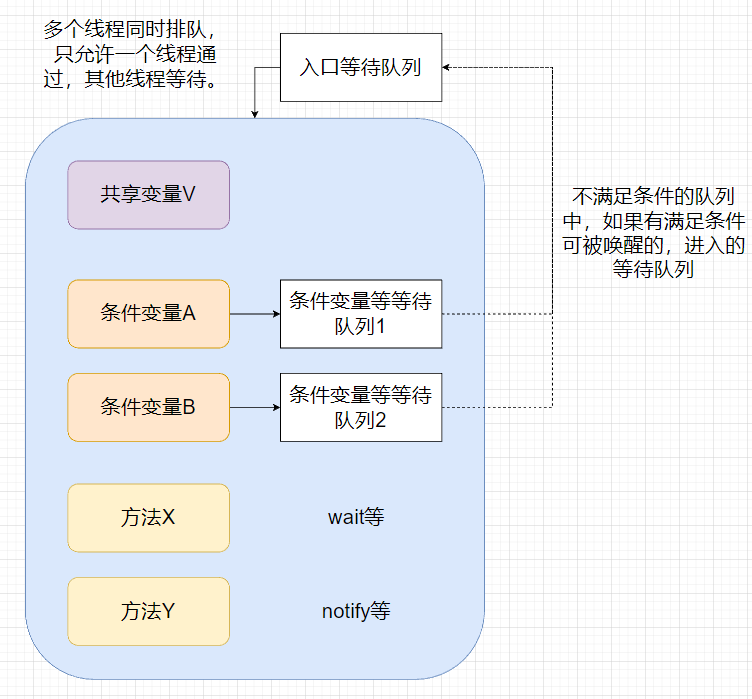 多个线程同时排队，
只允许一个线程通
过，其他线程等待。
入口等待队列
共享变量V
不满足条件的队列
中，如果有满足条件
可被唤醒的，进入的
等待队列
条件变量A
条件变量等等待
队列1
条件变量B
条件变量等等待
队列2
方法X
wait等
方法Y
notify等